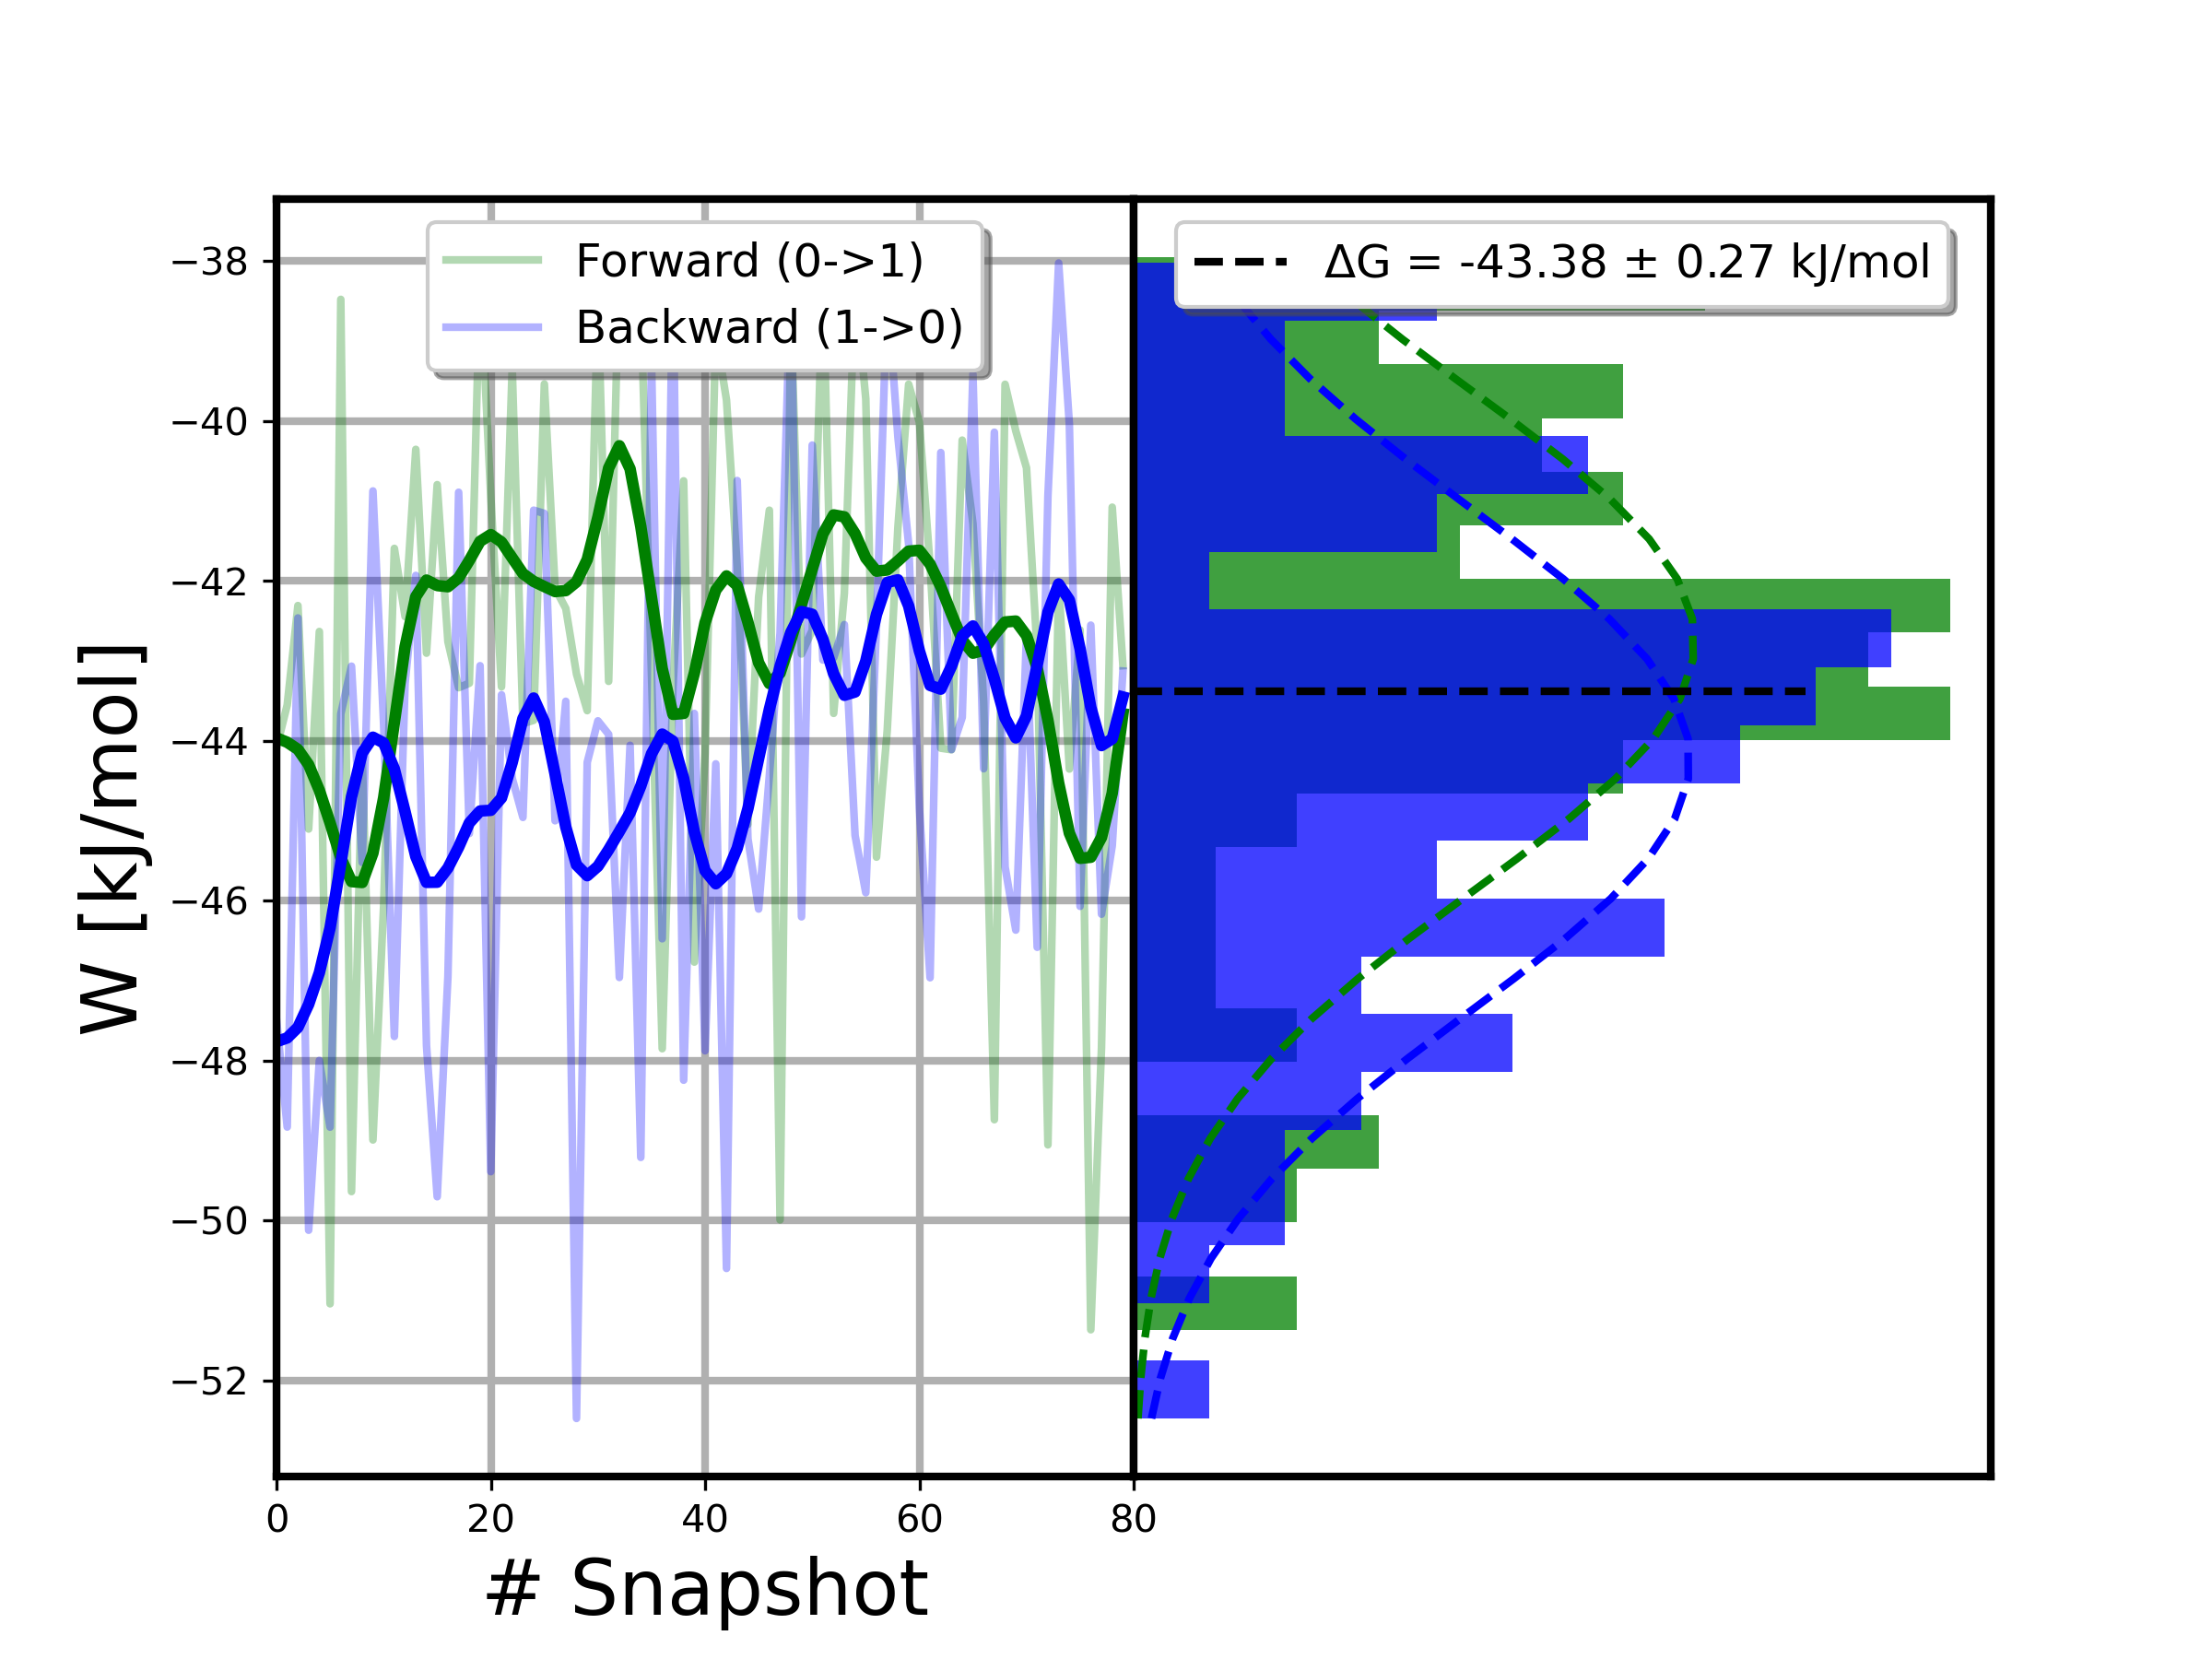 Forward (0->1)
Backward (1->0)
ΔG = -43.38 ± 0.27 kJ/mol
W [kJ/mol]
−38
−40
−42
−44
−46
−48
−50
−52
0 20 40 60 80
# Snapshot